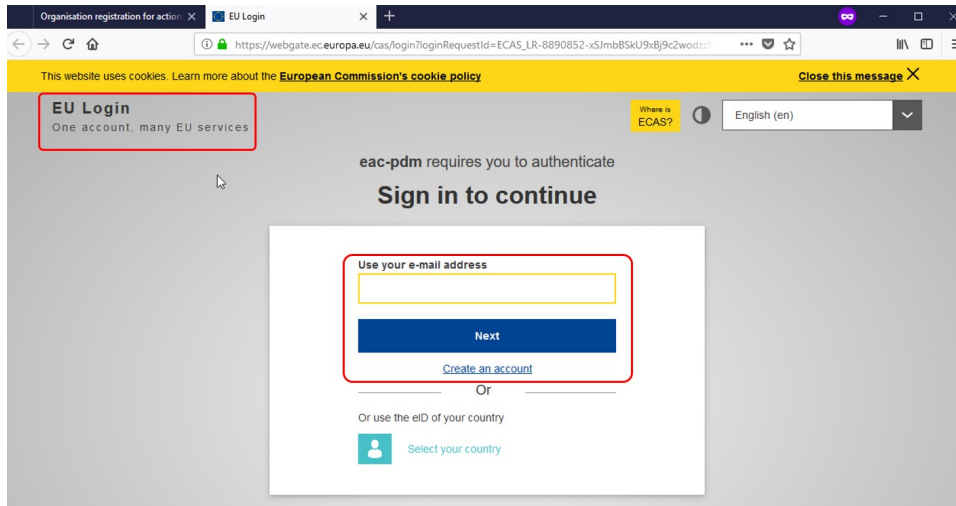 Organisation registration for action
EU Login
https://webgate.ec.europa.eu/cas/login?loginRequestId=ECAS_LR-8890852-xSJmbBSkU9xBj9c2wodzz
This website uses cookies. Learn more about the European Commission's cookie policy
Close this message
EU Login
One account, many EU services
Where is
ECAS?
English (en)
eac-pdm requires you to authenticate
Sign in to continue
Use your e-mail address
Next
Create an account
Or
Or use the eID of your country
Select your country